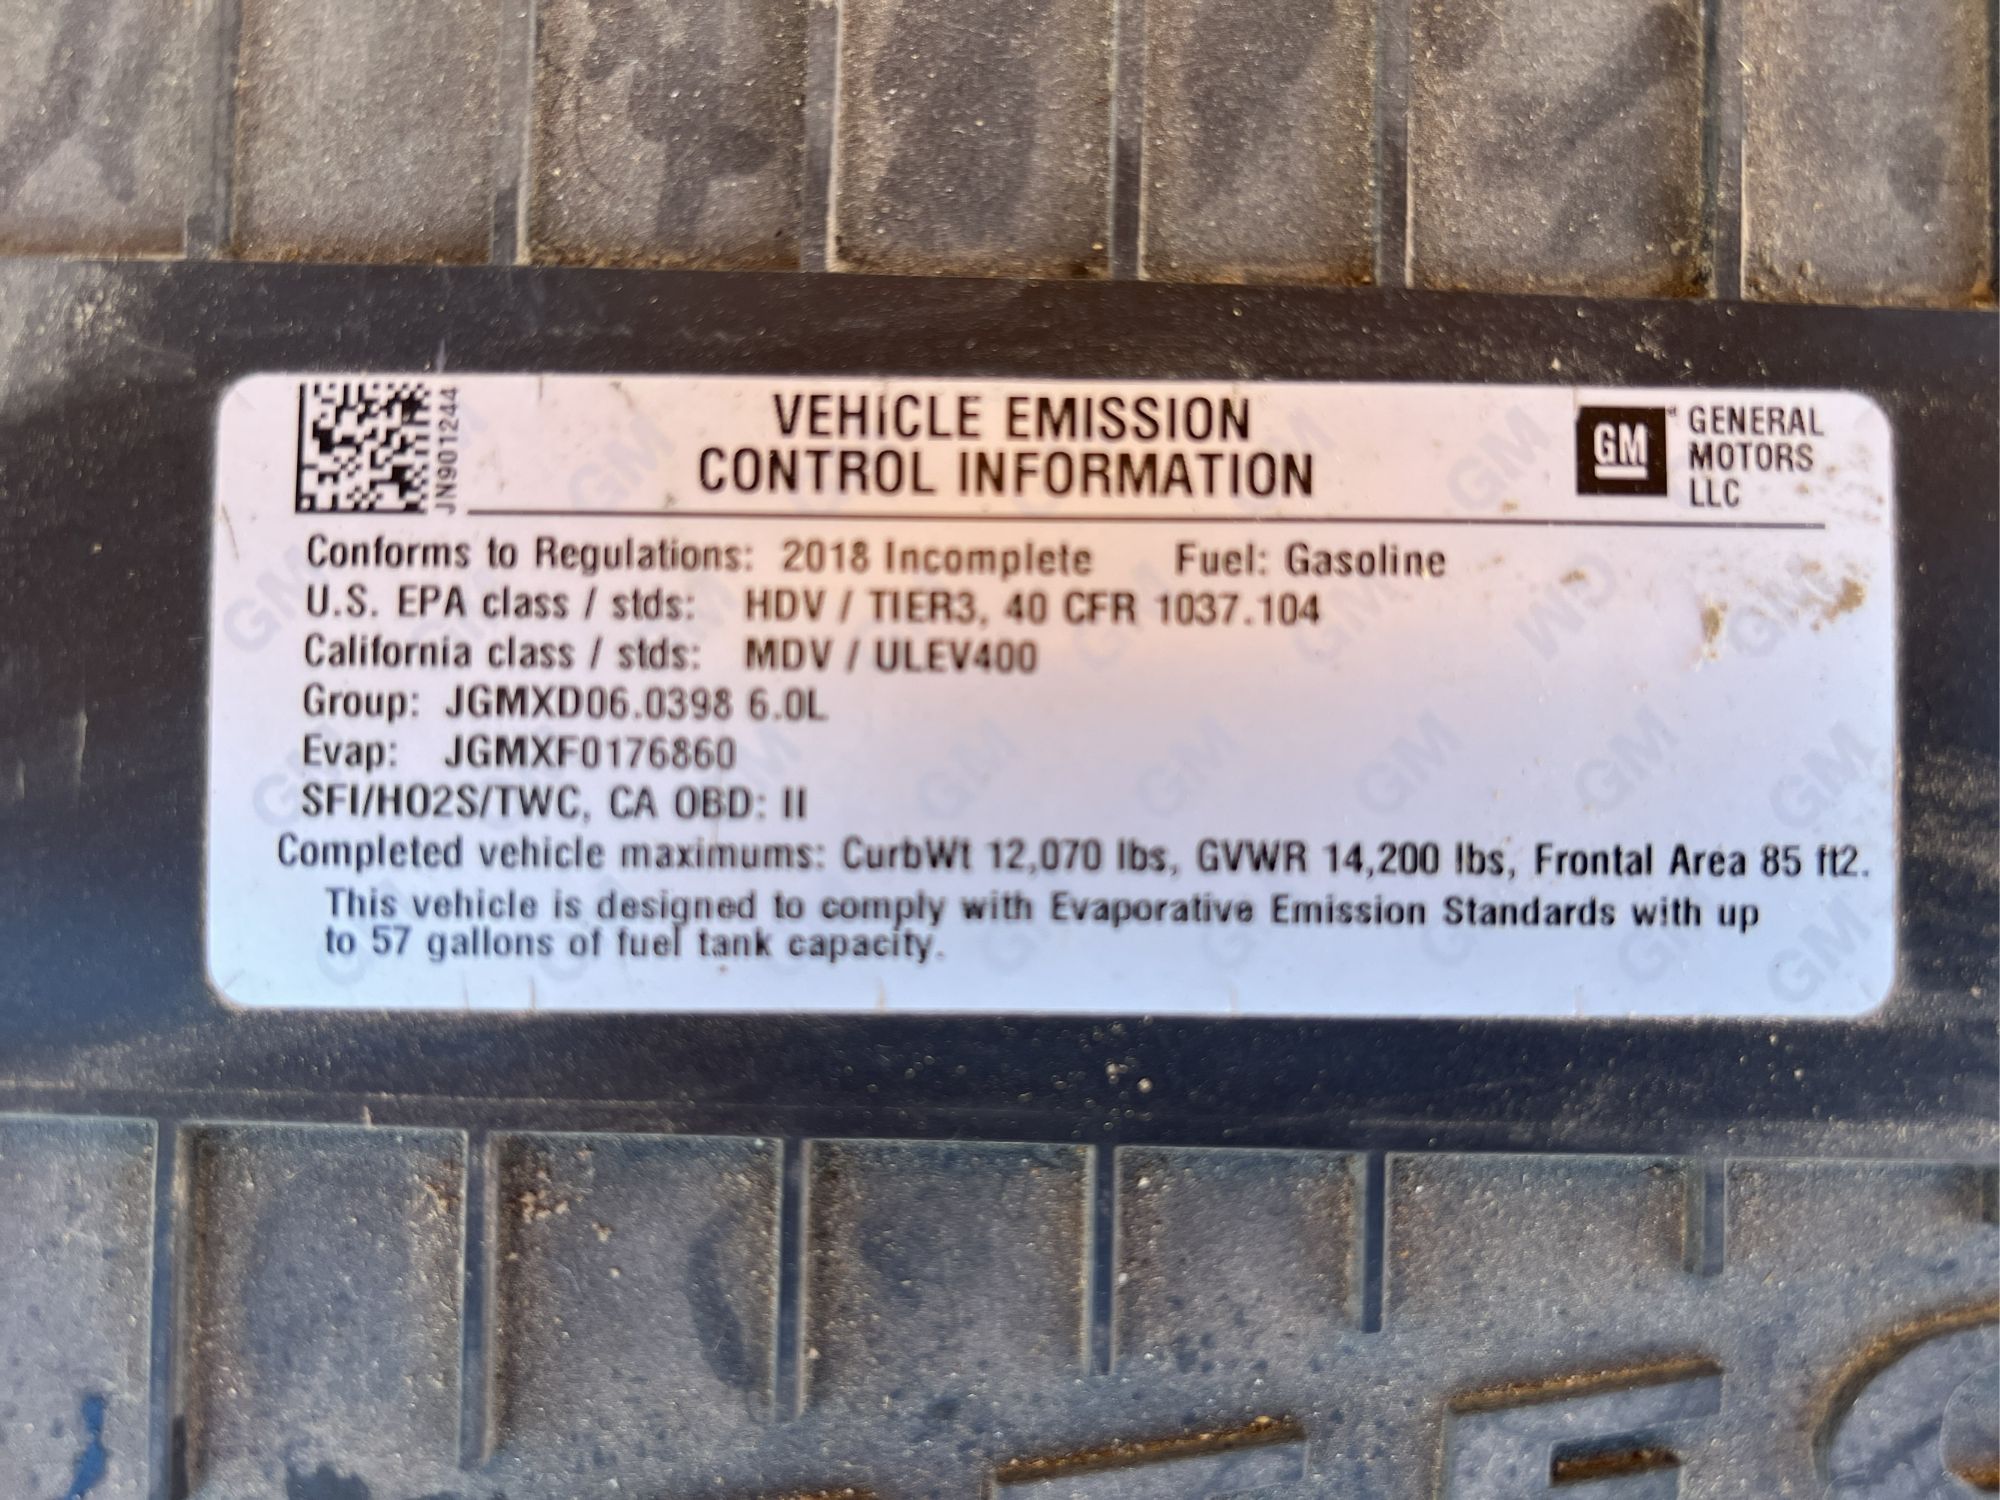 JN901244
VEHICLE EMISSION
CONTROL INFORMATION
GM
GENERAL
MOTORS
LLC
Conforms to Regulations: 2018 Incomplete Fuel: Gasoline
U.S. EPA class / stds: HDV / TIER3, 40 CFR 1037.104
California class / stds: MDV / ULEV400
Group: JGMXD06.0398 6.0L
Evap: JGMXF0176860
SFI/HO2S/TWC, CA OBD: II
Completed vehicle maximums: CurbWt 12,070 lbs, GVWR 14,200 lbs, Frontal Area 85 ft2.
This vehicle is designed to comply with Evaporative Emission Standards with up
to 57 gallons of fuel tank capacity.